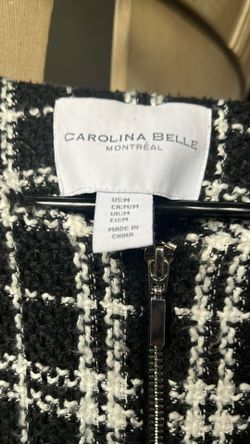 CAROLINA BELLE
MONTRÉAL
US:M
CA:M/M
UK:M
EU:M
MADE IN
CHINA